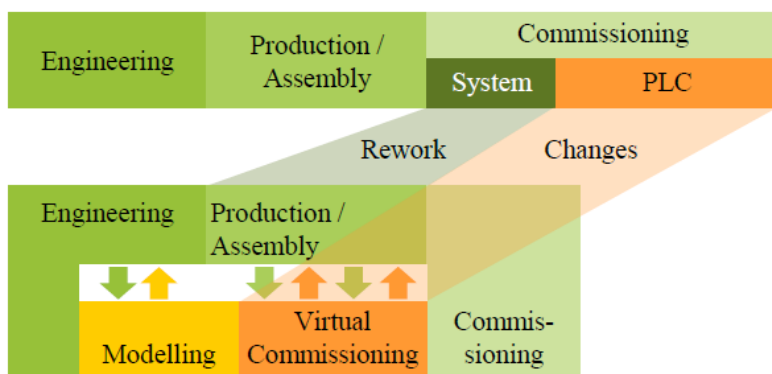 Engineering
Production /
Assembly
Commissioning
System
PLC
Rework
Changes
Engineering
Production /
Assembly
Modelling
Virtual
Commissioning
Commis-
sioning